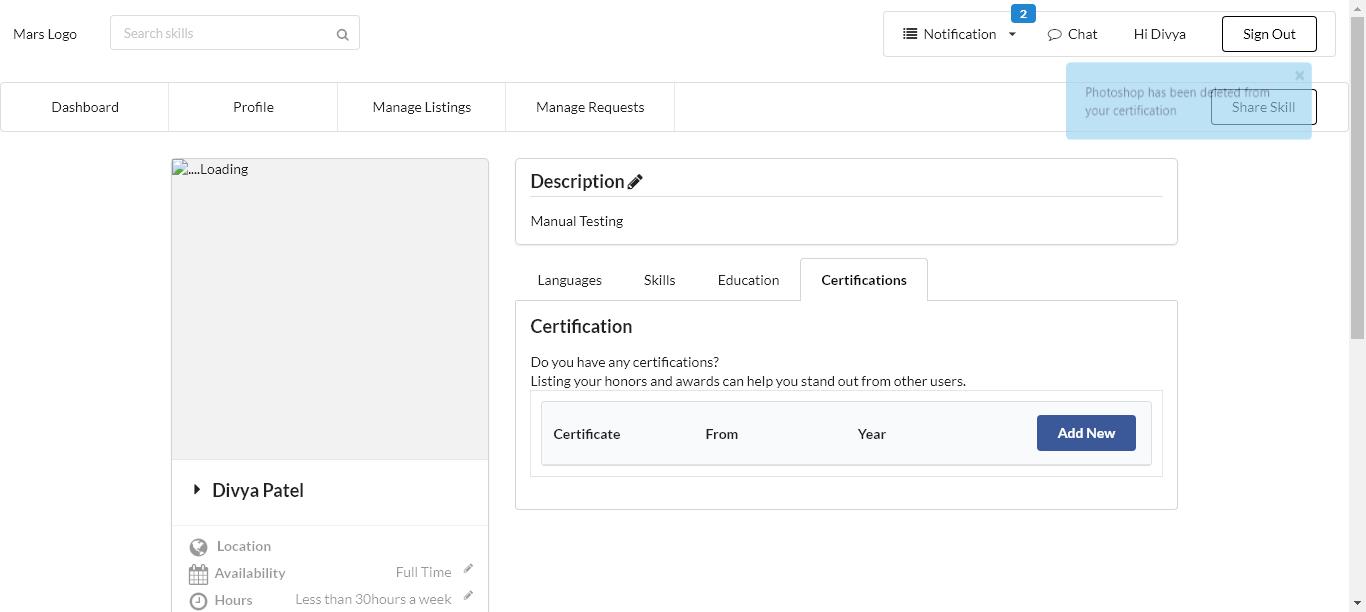 Mars Logo
Search skills
2
Notification
Chat
Hi Divya
Sign Out
Photoshop has been deleted from
your certification
Dashboard
Profile
Manage Listings
Manage Requests
Share Skill
....Loading
Description
Manual Testing
Languages
Skills
Education
Certifications
Certification
Do you have any certifications?
Listing your honors and awards can help you stand out from other users.
Certificate
From
Year
Add New
Divya Patel
Location
Availability
Full Time
Hours
Less than 30hours a week